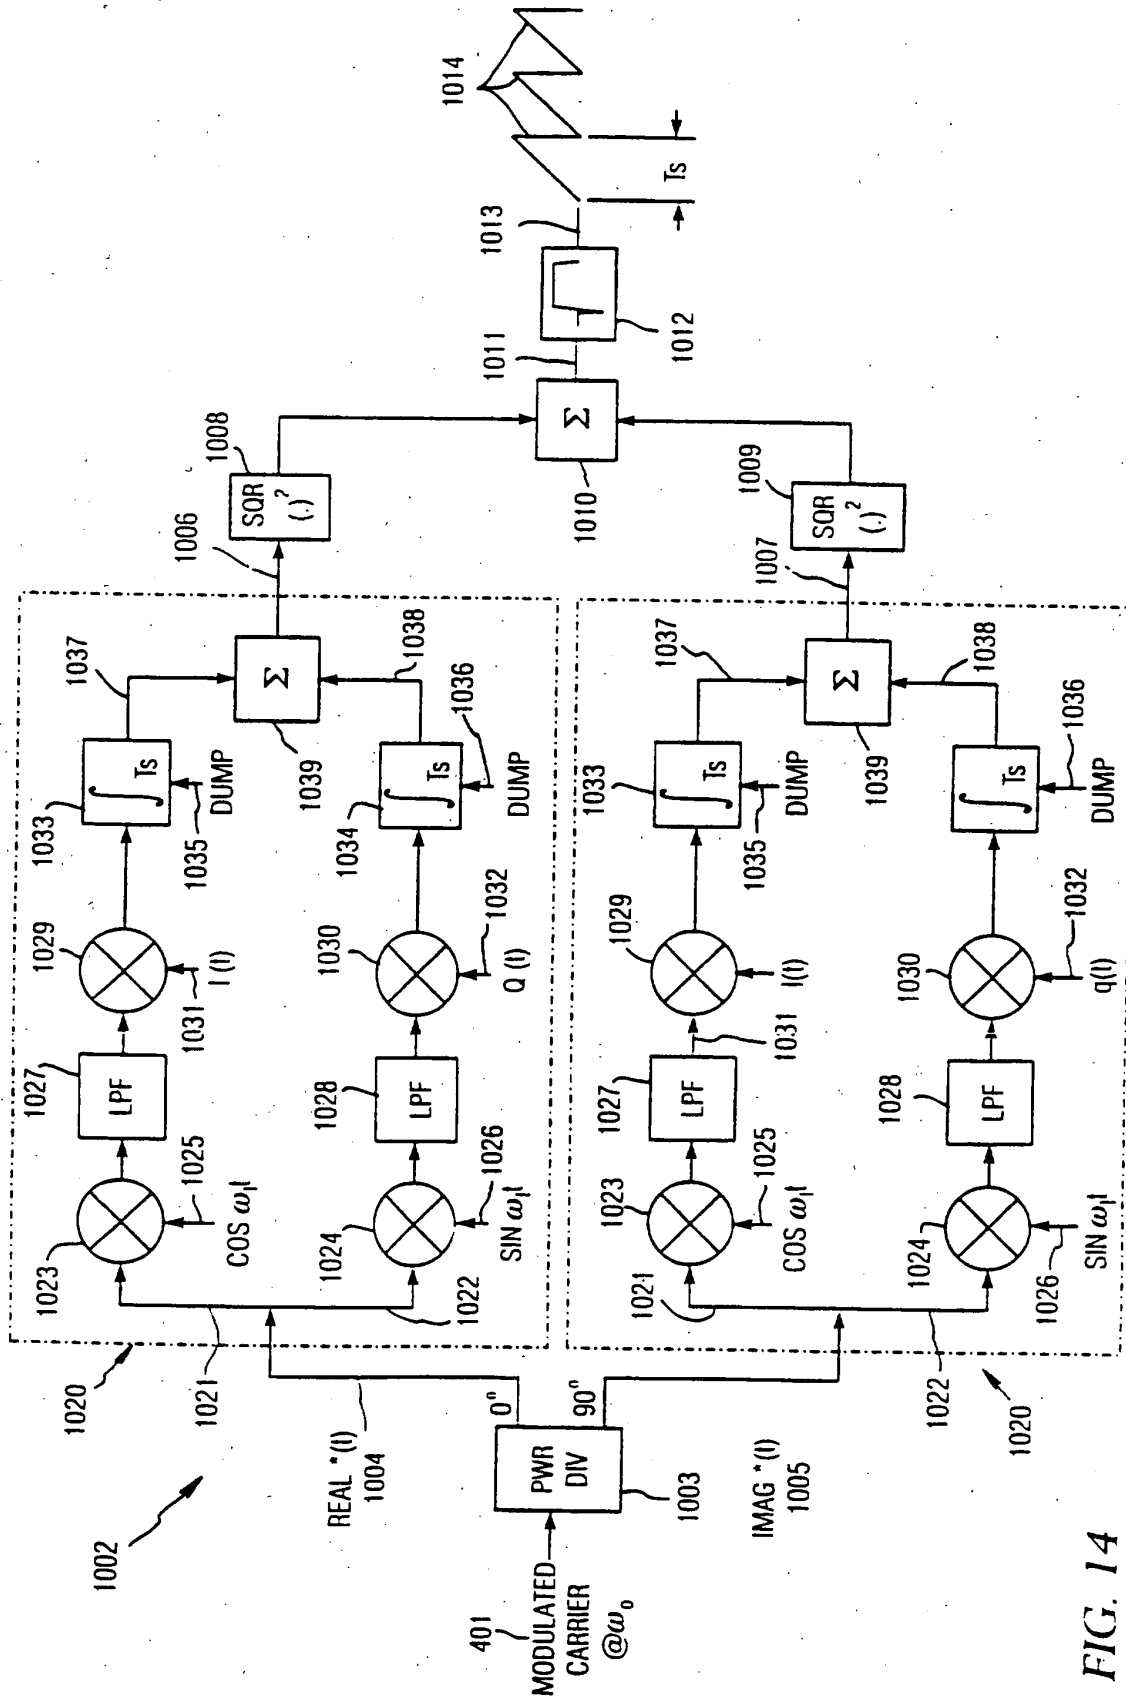 1002
401
MODULATED
CARRIER
@ω₀
PWR
DIV
1003
0°
90°
REAL *(t)
1004
IMAG *(t)
1005
1020
1021
1022
1023
COS ω₁t
1025
1027
LPF
1029
I (t)
1031
1033
∫ Ts
DUMP
1035
1037
1024
SIN ω₁t
1026
1028
LPF
1030
Q (t)
1032
1034
∫ Ts
DUMP
1036
1038
Σ
1039
1006
SQR
(.)²
1008
1020
1021
1022
1023
COS ω₁t
1025
1027
LPF
1031
1029
I(t)
1033
∫ Ts
DUMP
1035
1037
1024
SIN ω₁t
1026
1028
LPF
1030
q(t)
1032
∫ Ts
DUMP
1036
1038
Σ
1039
1007
SQR
(.)²
1009
Σ
1010
1011
1012
1013
1014
Ts
FIG. 14